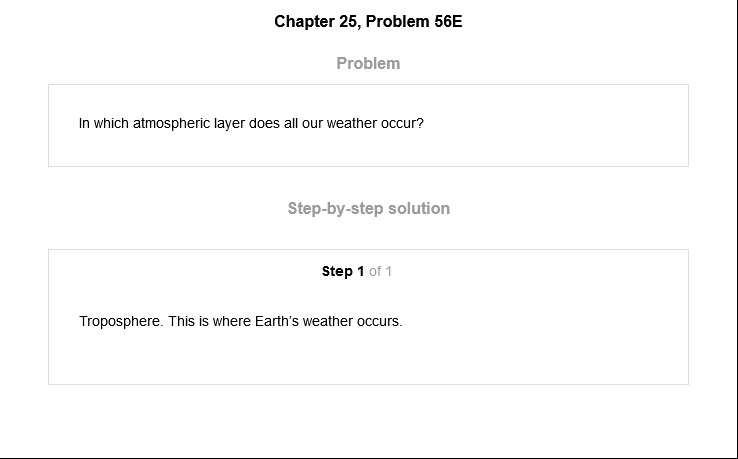 Chapter 25, Problem 56E
Problem
In which atmospheric layer does all our weather occur?
Step-by-step solution
Step 1 of 1
Troposphere. This is where Earth’s weather occurs.